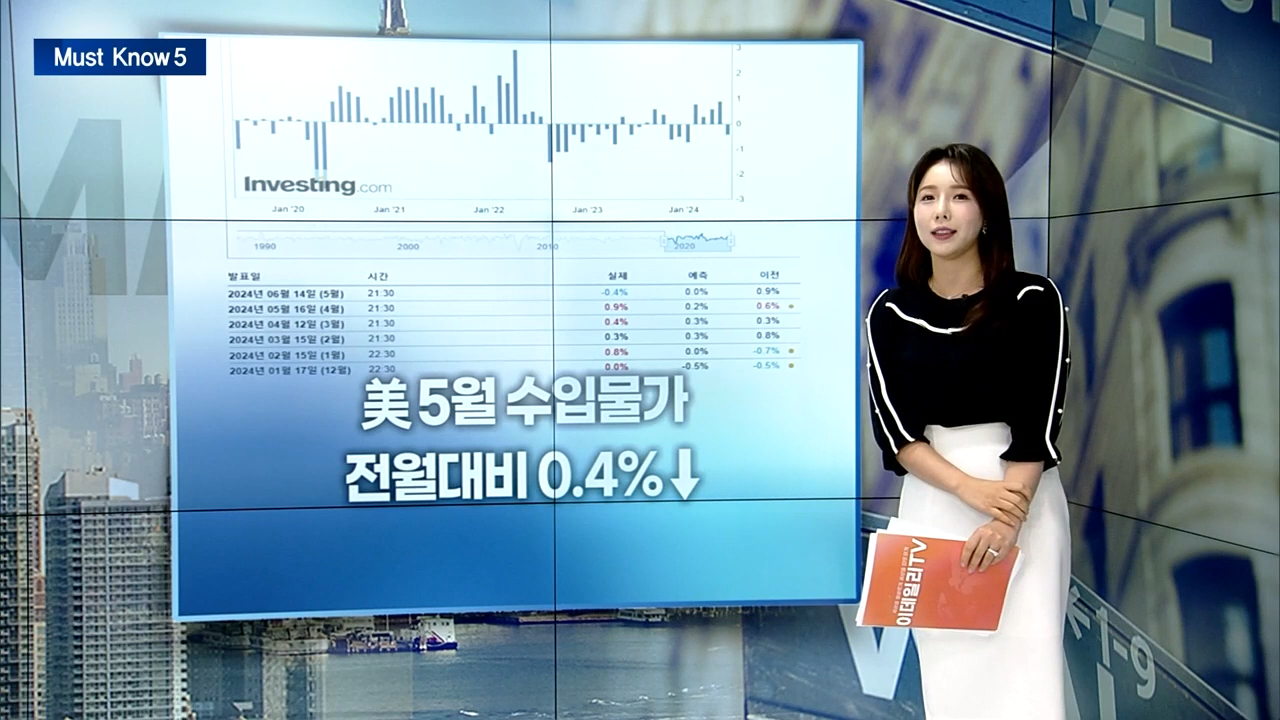 Must Know 5
3
2
1
0
-1
-2
-3
Investing.com
Jan '20 Jan '21 Jan '22 Jan '23 Jan '24
1990 2000 2010 2020
발표일 시간 실제 예측 이전
2024년 06월 14일 (5월) 21:30 -0.4% 0.0% 0.9%
2024년 05월 16일 (4월) 21:30 0.9% 0.2% 0.6%
2024년 04월 12일 (3월) 21:30 0.4% 0.3% 0.3%
2024년 03월 15일 (2월) 21:30 0.3% 0.3% 0.8%
2024년 02월 15일 (1월) 22:30 0.8% 0.0% -0.7%
2024년 01월 17일 (12월) 22:30 0.0% -0.5% -0.5%
美 5월 수입물가
전월대비 0.4%↓
이데일리TV
1-9